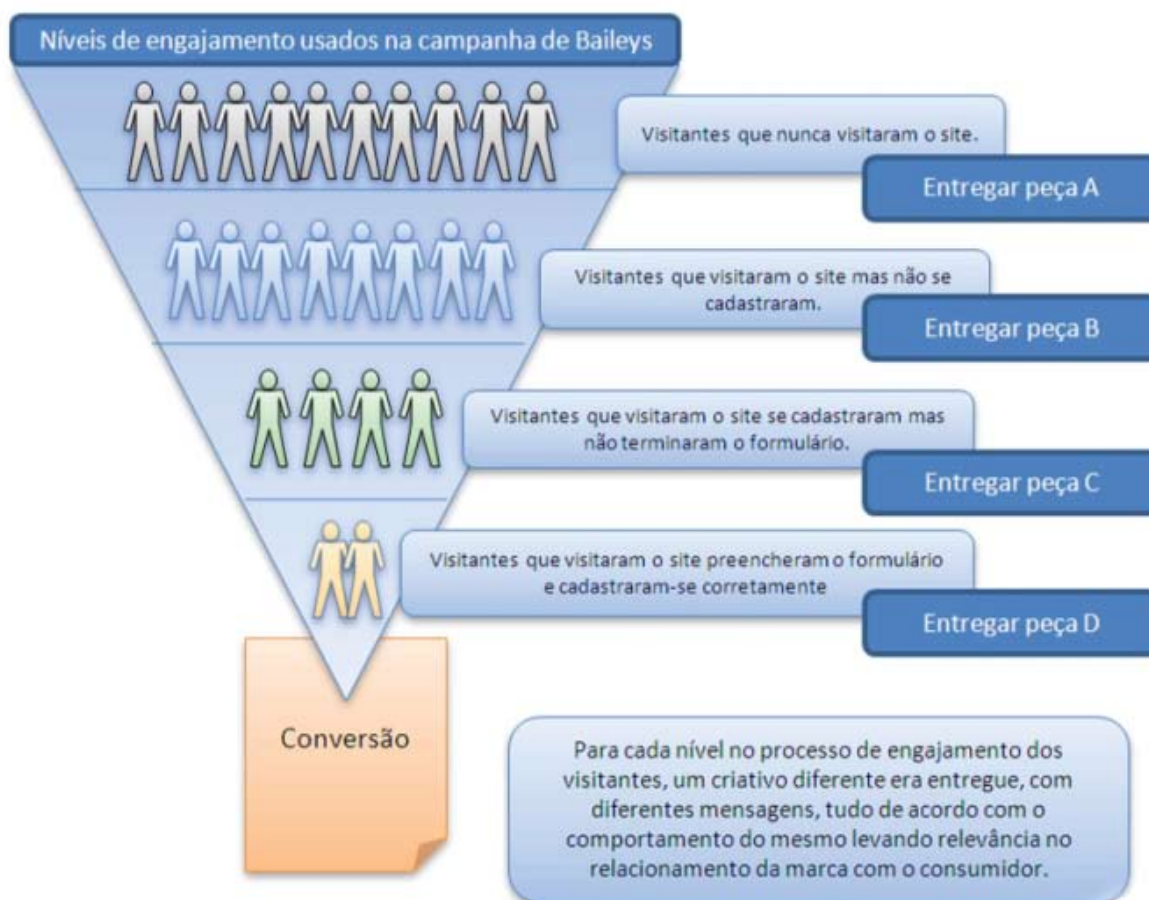 Níveis de engajamento usados na campanha de Baileys
Visitantes que nunca visitaram o site.
Entregar peça A
Visitantes que visitaram o site mas não se
cadastraram.
Entregar peça B
Visitantes que visitaram o site se cadastraram mas
não terminaram o formulário.
Entregar peça C
Visitantes que visitaram o site preencheram o formulário
e cadastraram-se corretamente
Entregar peça D
Conversão
Para cada nível no processo de engajamento dos
visitantes, um criativo diferente era entregue, com
diferentes mensagens, tudo de acordo com o
comportamento do mesmo levando relevância no
relacionamento da marca com o consumidor.